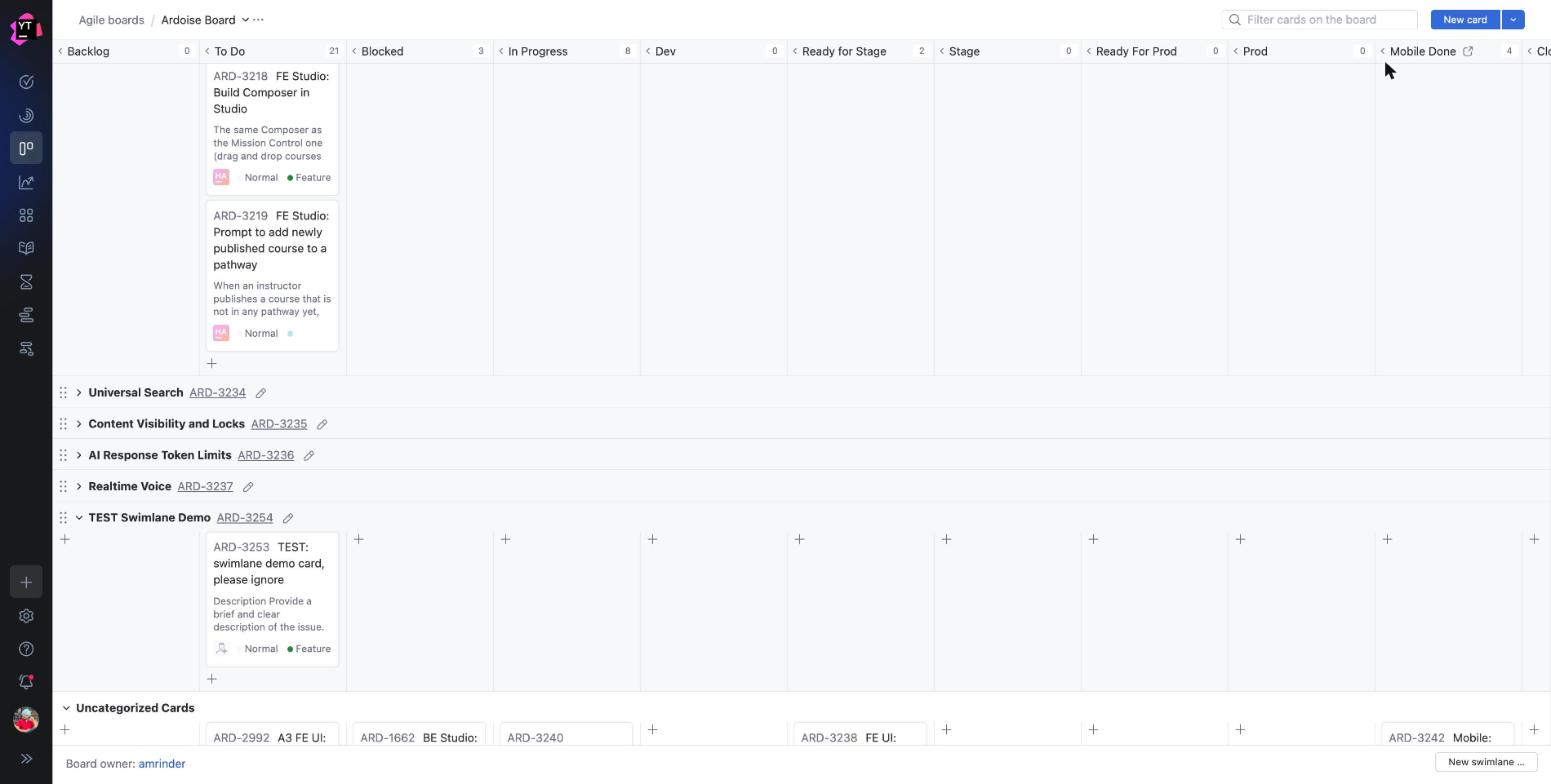 YT
Agile boards / Ardoise Board ...
Filter cards on the board
New card
Backlog 0
To Do 21
Blocked 3
In Progress 8
Dev 0
Ready for Stage 2
Stage 0
Ready For Prod 0
Prod 0
Mobile Done 4
ARD-3218 FE Studio:
Build Composer in
Studio
The same Composer as
the Mission Control one
(drag and drop courses
HA Normal Feature
ARD-3219 FE Studio:
Prompt to add newly
published course to a
pathway
When an instructor
publishes a course that is
not in any pathway yet,
HA Normal
Universal Search ARD-3234
Content Visibility and Locks ARD-3235
AI Response Token Limits ARD-3236
Realtime Voice ARD-3237
TEST Swimlane Demo ARD-3254
ARD-3253 TEST:
swimlane demo card,
please ignore
Description Provide a
brief and clear
description of the issue.
Normal Feature
Uncategorized Cards
ARD-2992 A3 FE UI:
ARD-1662 BE Studio:
ARD-3240
ARD-3238 FE UI:
ARD-3242 Mobile:
Board owner: amrinder
New swimlane ...